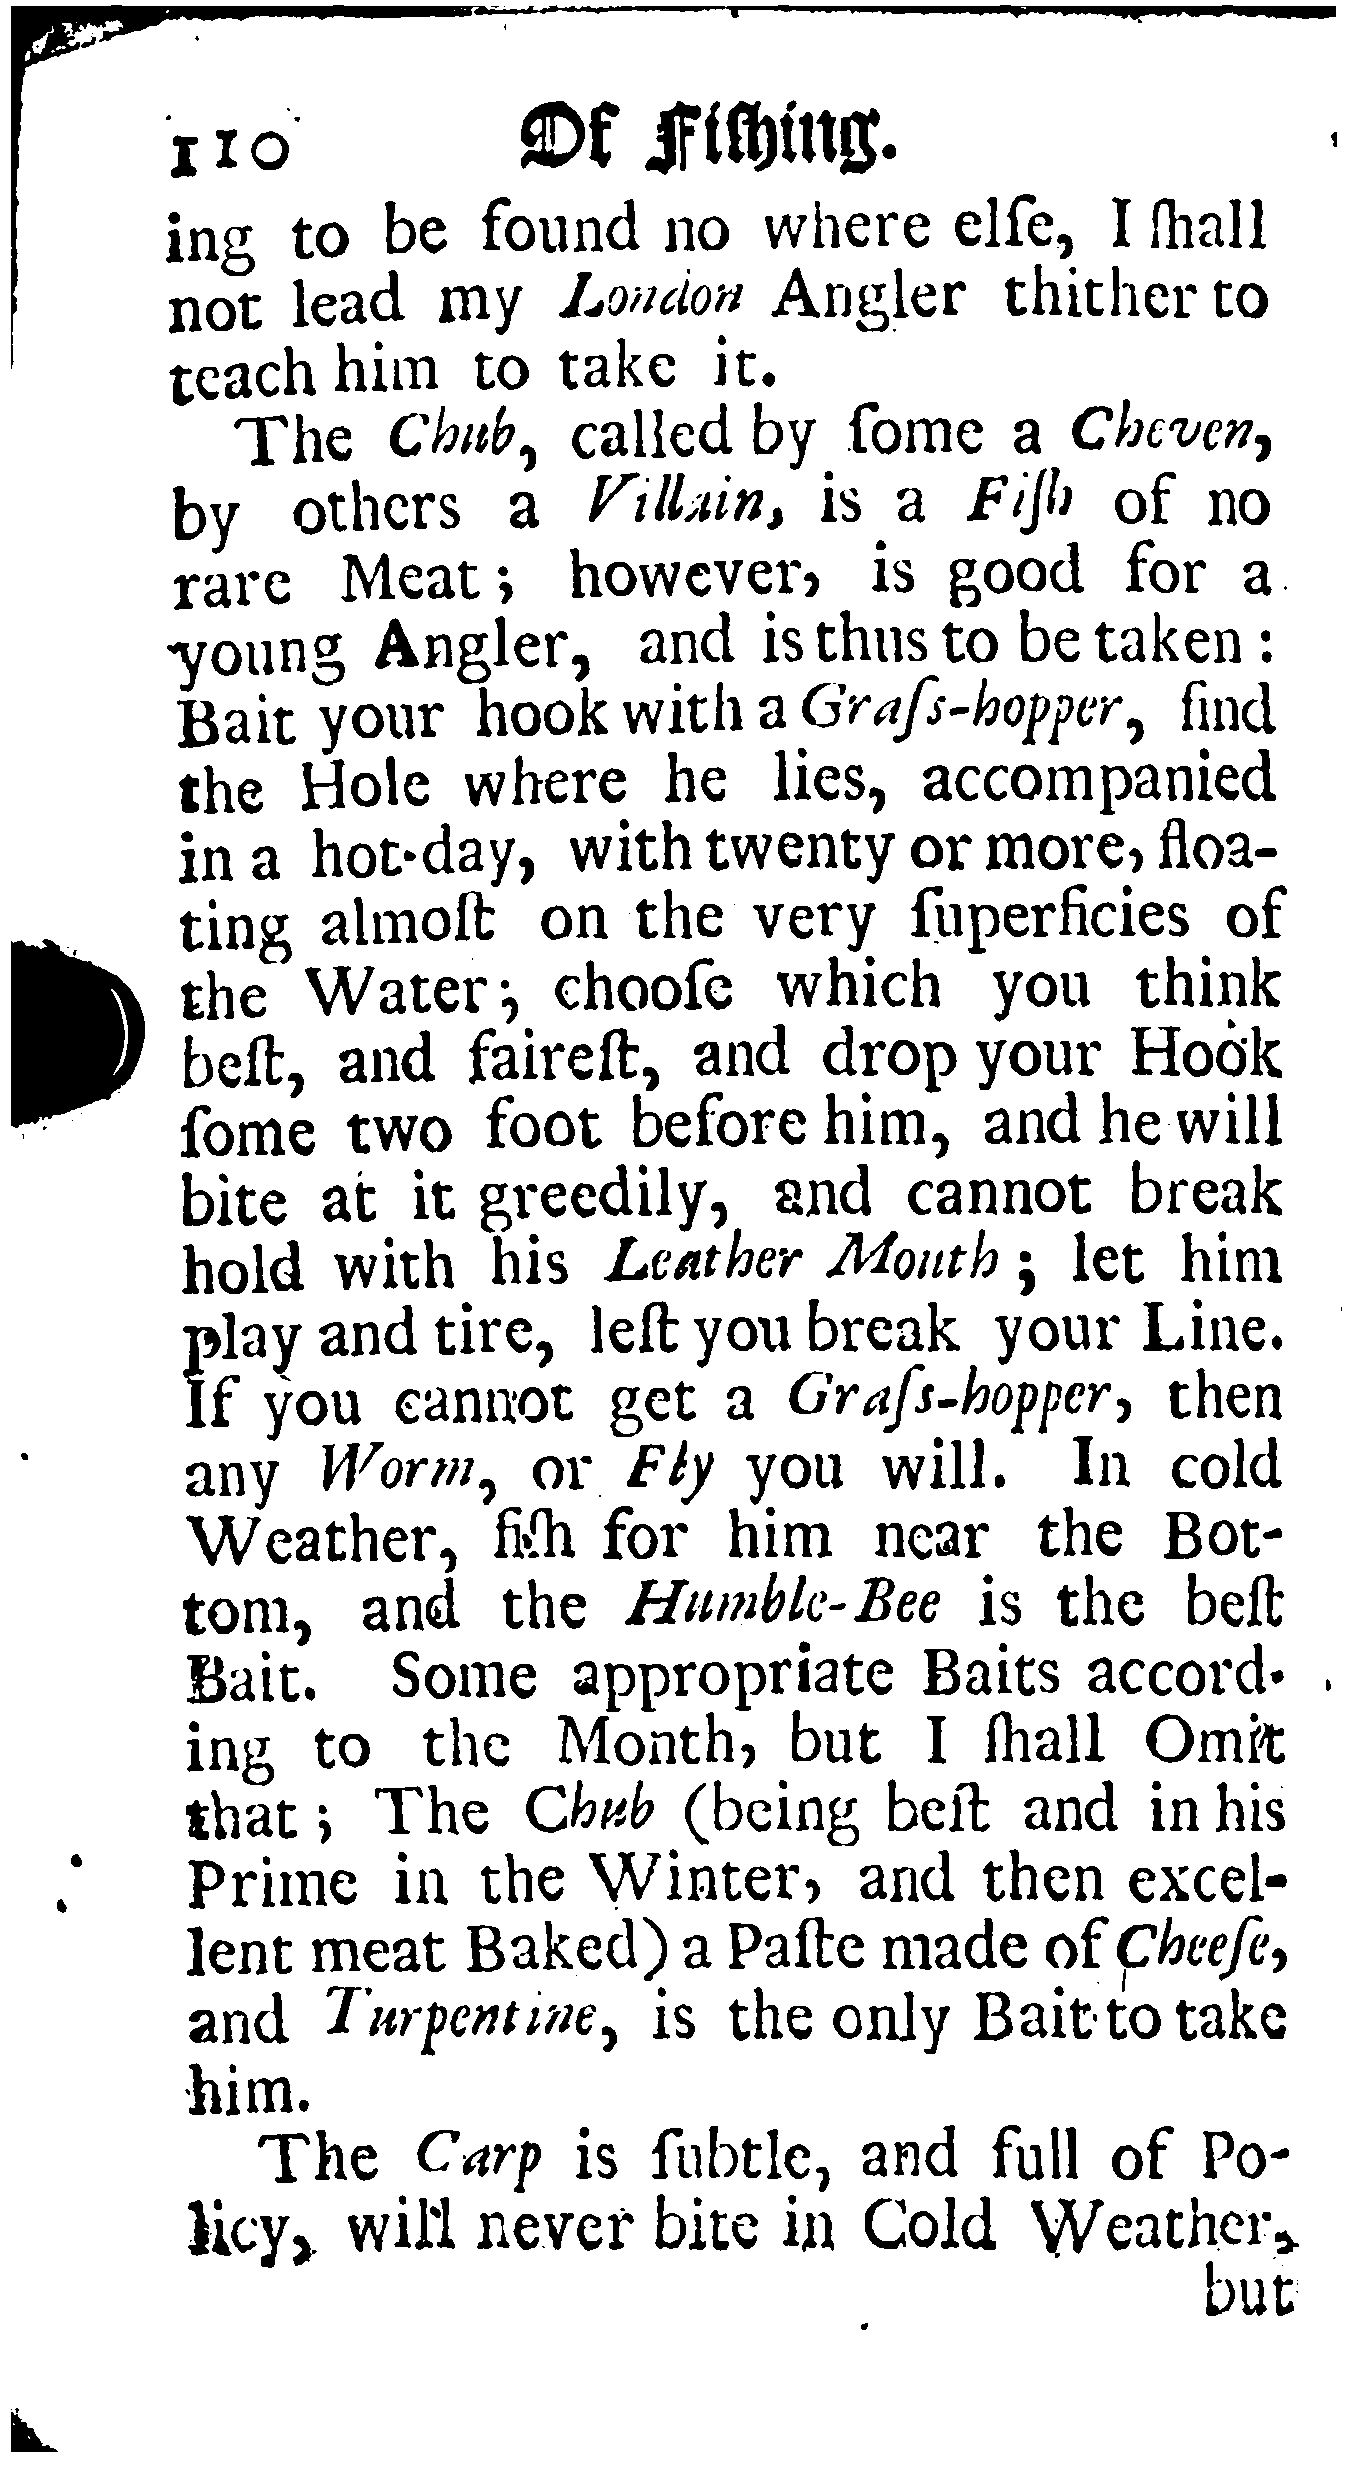 110 Of Fiſhing.
ing to be found no where elſe, I ſhall
not lead my London Angler thither to
teach him to take it.
The Chub, called by ſome a Cheven,
by others a Villain, is a Fiſh of no
rare Meat; however, is good for a
young Angler, and is thus to be taken:
Bait your hook with a Graſs-hopper, find
the Hole where he lies, accompanied
in a hot-day, with twenty or more, floa-
ting almoſt on the very ſuperficies of
the Water; chooſe which you think
beſt, and faireſt, and drop your Hook
ſome two foot before him, and he will
bite at it greedily, and cannot break
hold with his Leather Mouth; let him
play and tire, leſt you break your Line.
If you cannot get a Graſs-hopper, then
any Worm, or Fly you will. In cold
Weather, fiſh for him near the Bot-
tom, and the Humble-Bee is the beſt
Bait. Some appropriate Baits accord-
ing to the Month, but I ſhall Omit
that; The Chub (being beſt and in his
Prime in the Winter, and then excel-
lent meat Baked) a Paſte made of Cheeſe,
and Turpentine, is the only Bait to take
him.
The Carp is ſubtle, and full of Po-
licy, will never bite in Cold Weather,
but